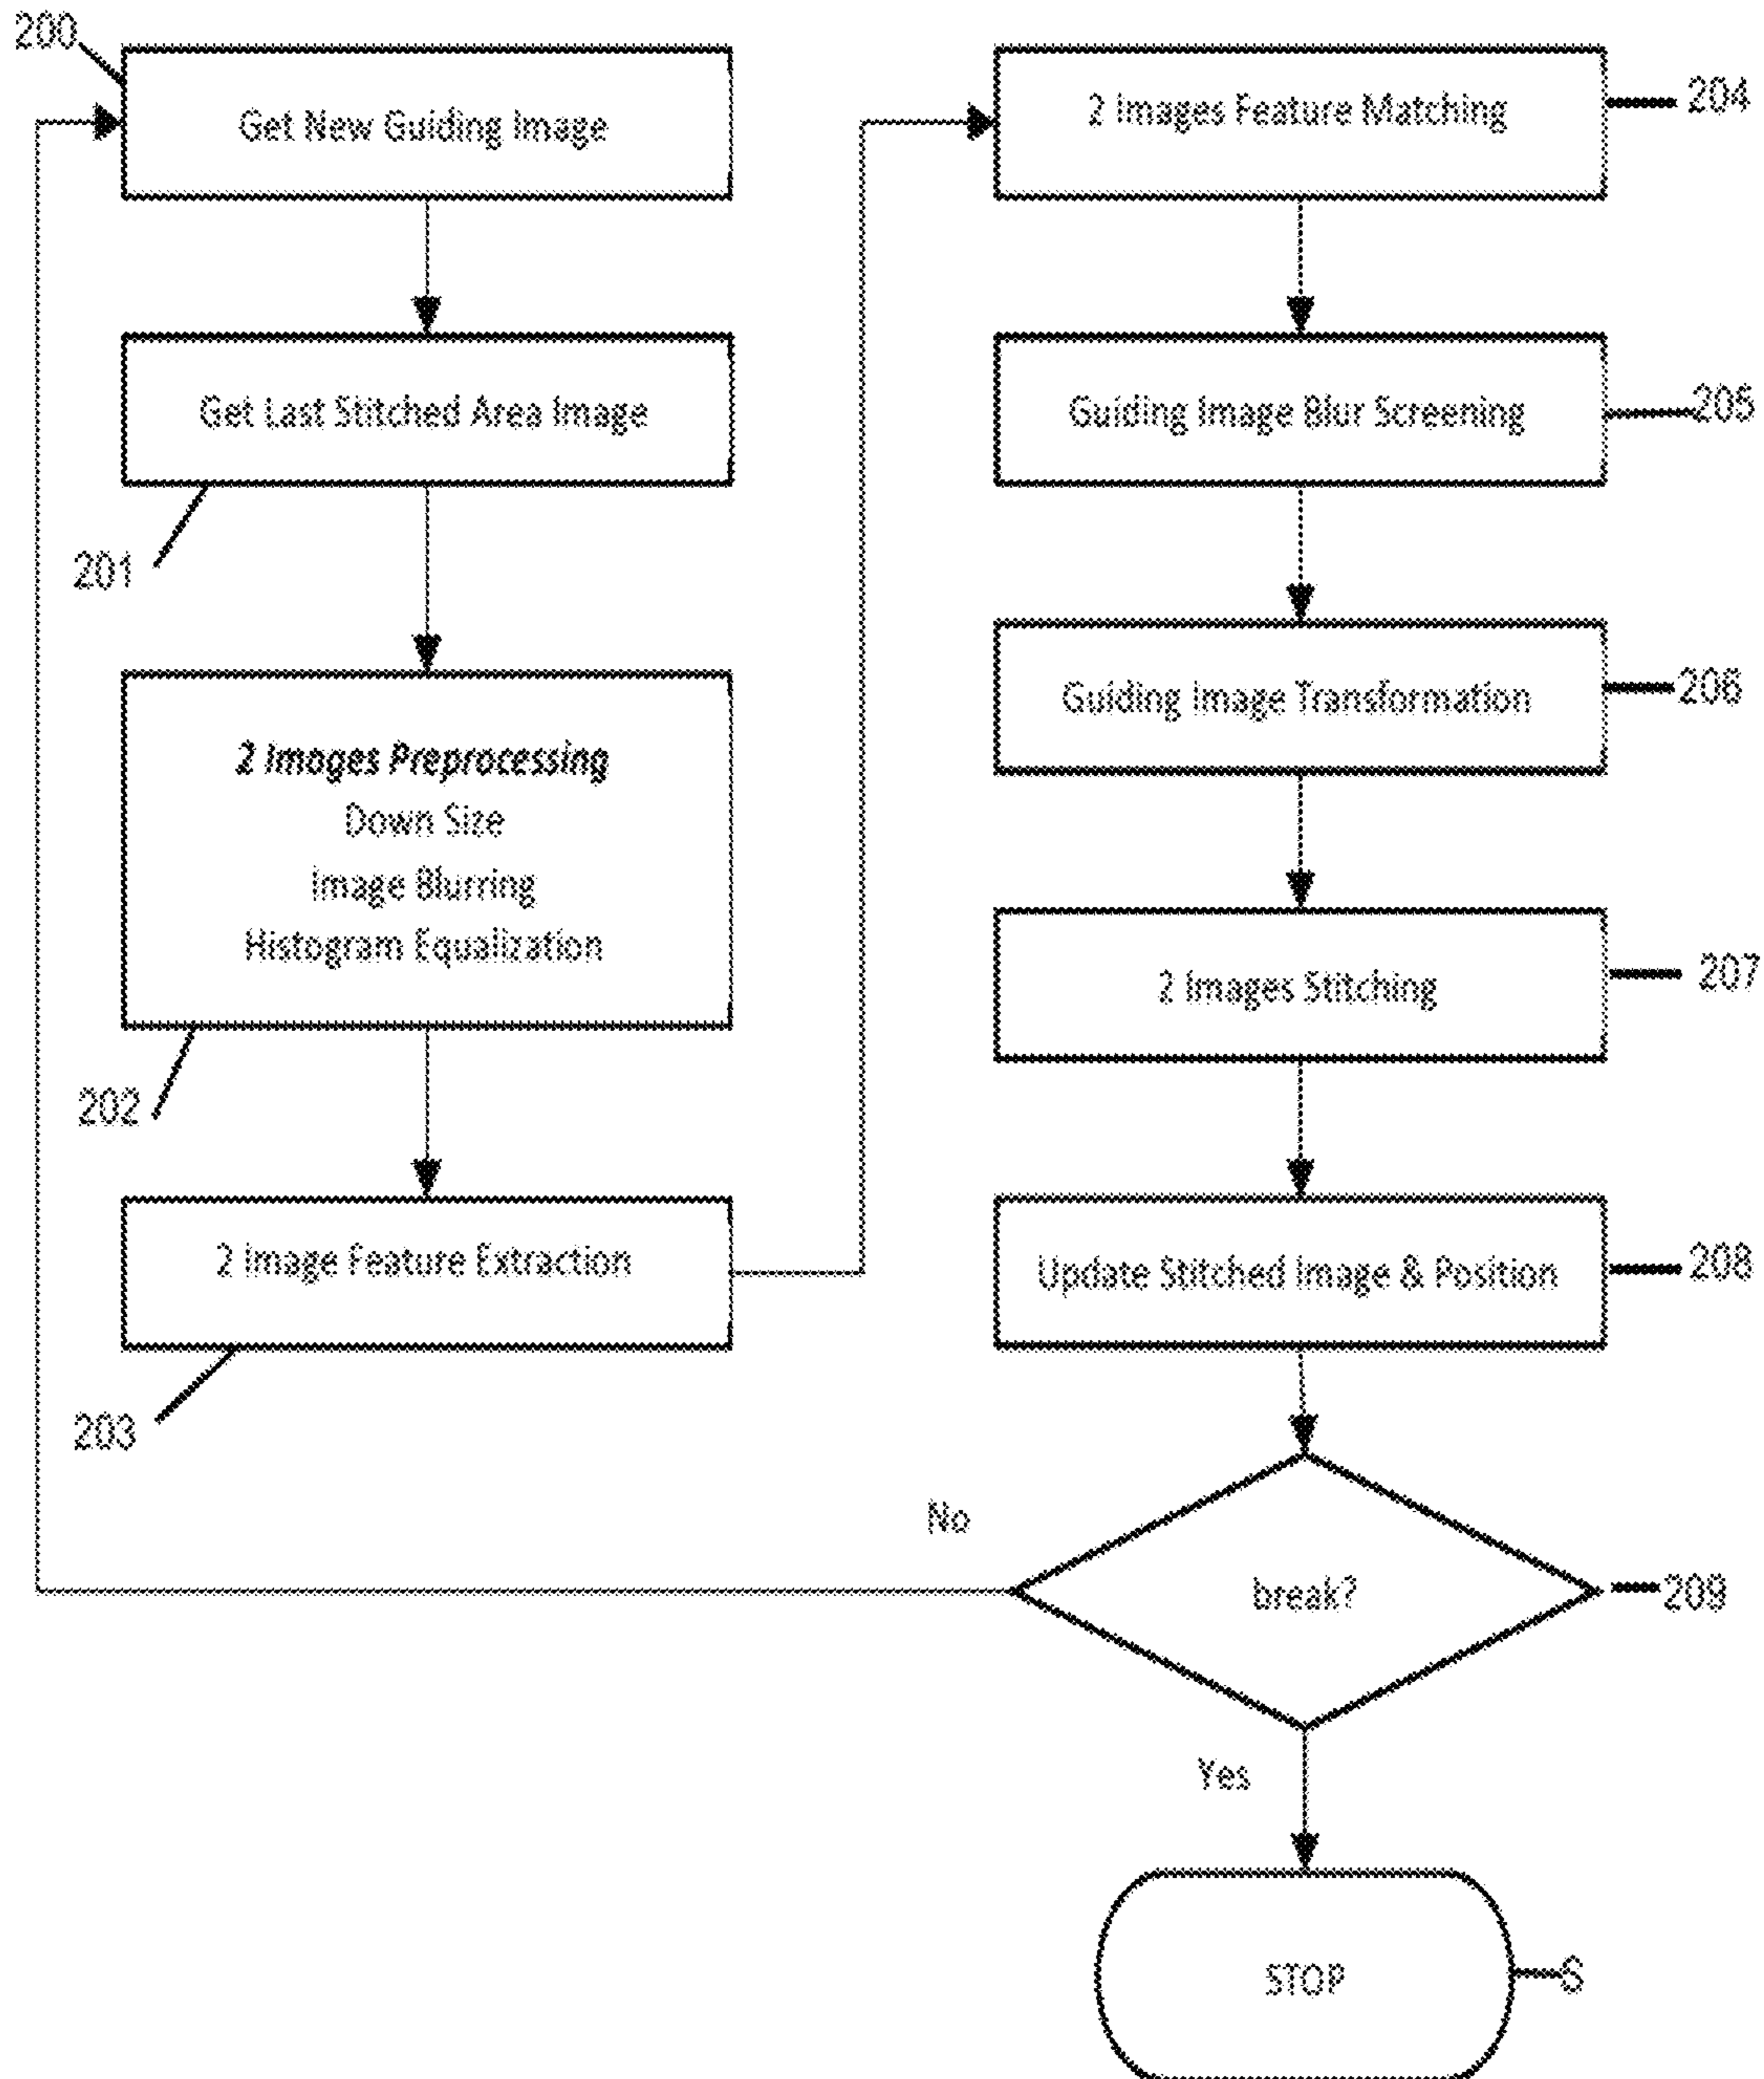 200
Get New Guiding Image
Get Last Stitched Area Image
201
2 Images Preprocessing
Down Size
Image Blurring
Histogram Equalization
202
2 Image Feature Extraction
203
2 Images Feature Matching
204
Guiding Image Blur Screening
205
Guiding Image Transformation
206
2 Images Stitching
207
Update Stitched Image & Position
208
No
break?
209
Yes
STOP
S